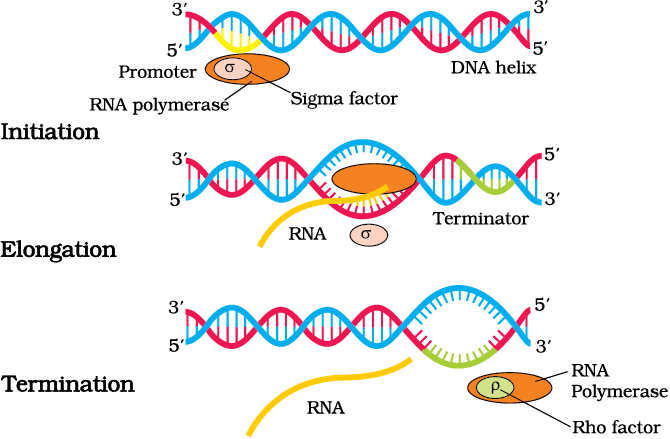 3′
3′
5′
5′
σ
Promoter
DNA helix
RNA polymerase
Sigma factor
Initiation
3′
5′
5′
3′
Terminator
RNA
σ
Elongation
3′
5′
5′
3′
Termination
RNA
ρ
RNA
Polymerase
Rho factor